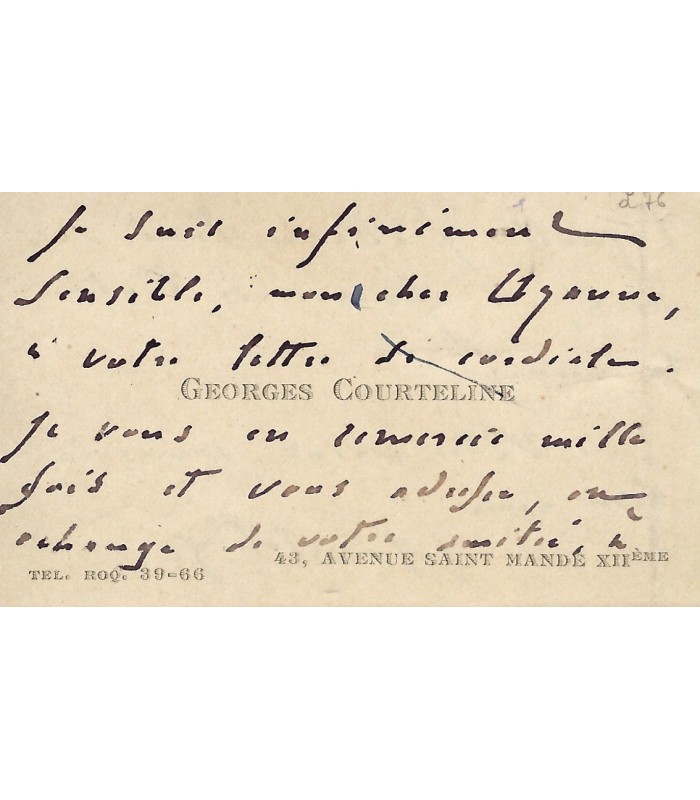 L 76
Je suis infiniment
sensible, mon cher Uzanne,
à votre lettre si cordiale.
GEORGES COURTELINE
Je vous en remercie mille
fois et vous adresse, en
échange de votre amitié, à
43, AVENUE SAINT MANDÉ XIIÈME
TEL. ROQ. 39-66